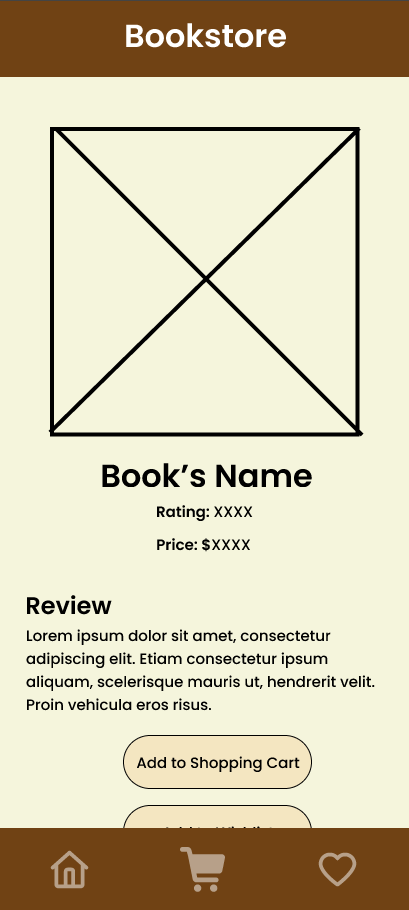 Bookstore
Book’s Name
Rating: XXXX
Price: $XXXX
Review
Lorem ipsum dolor sit amet, consectetur
adipiscing elit. Etiam consectetur ipsum
aliquam, scelerisque mauris ut, hendrerit velit.
Proin vehicula eros risus.
Add to Shopping Cart